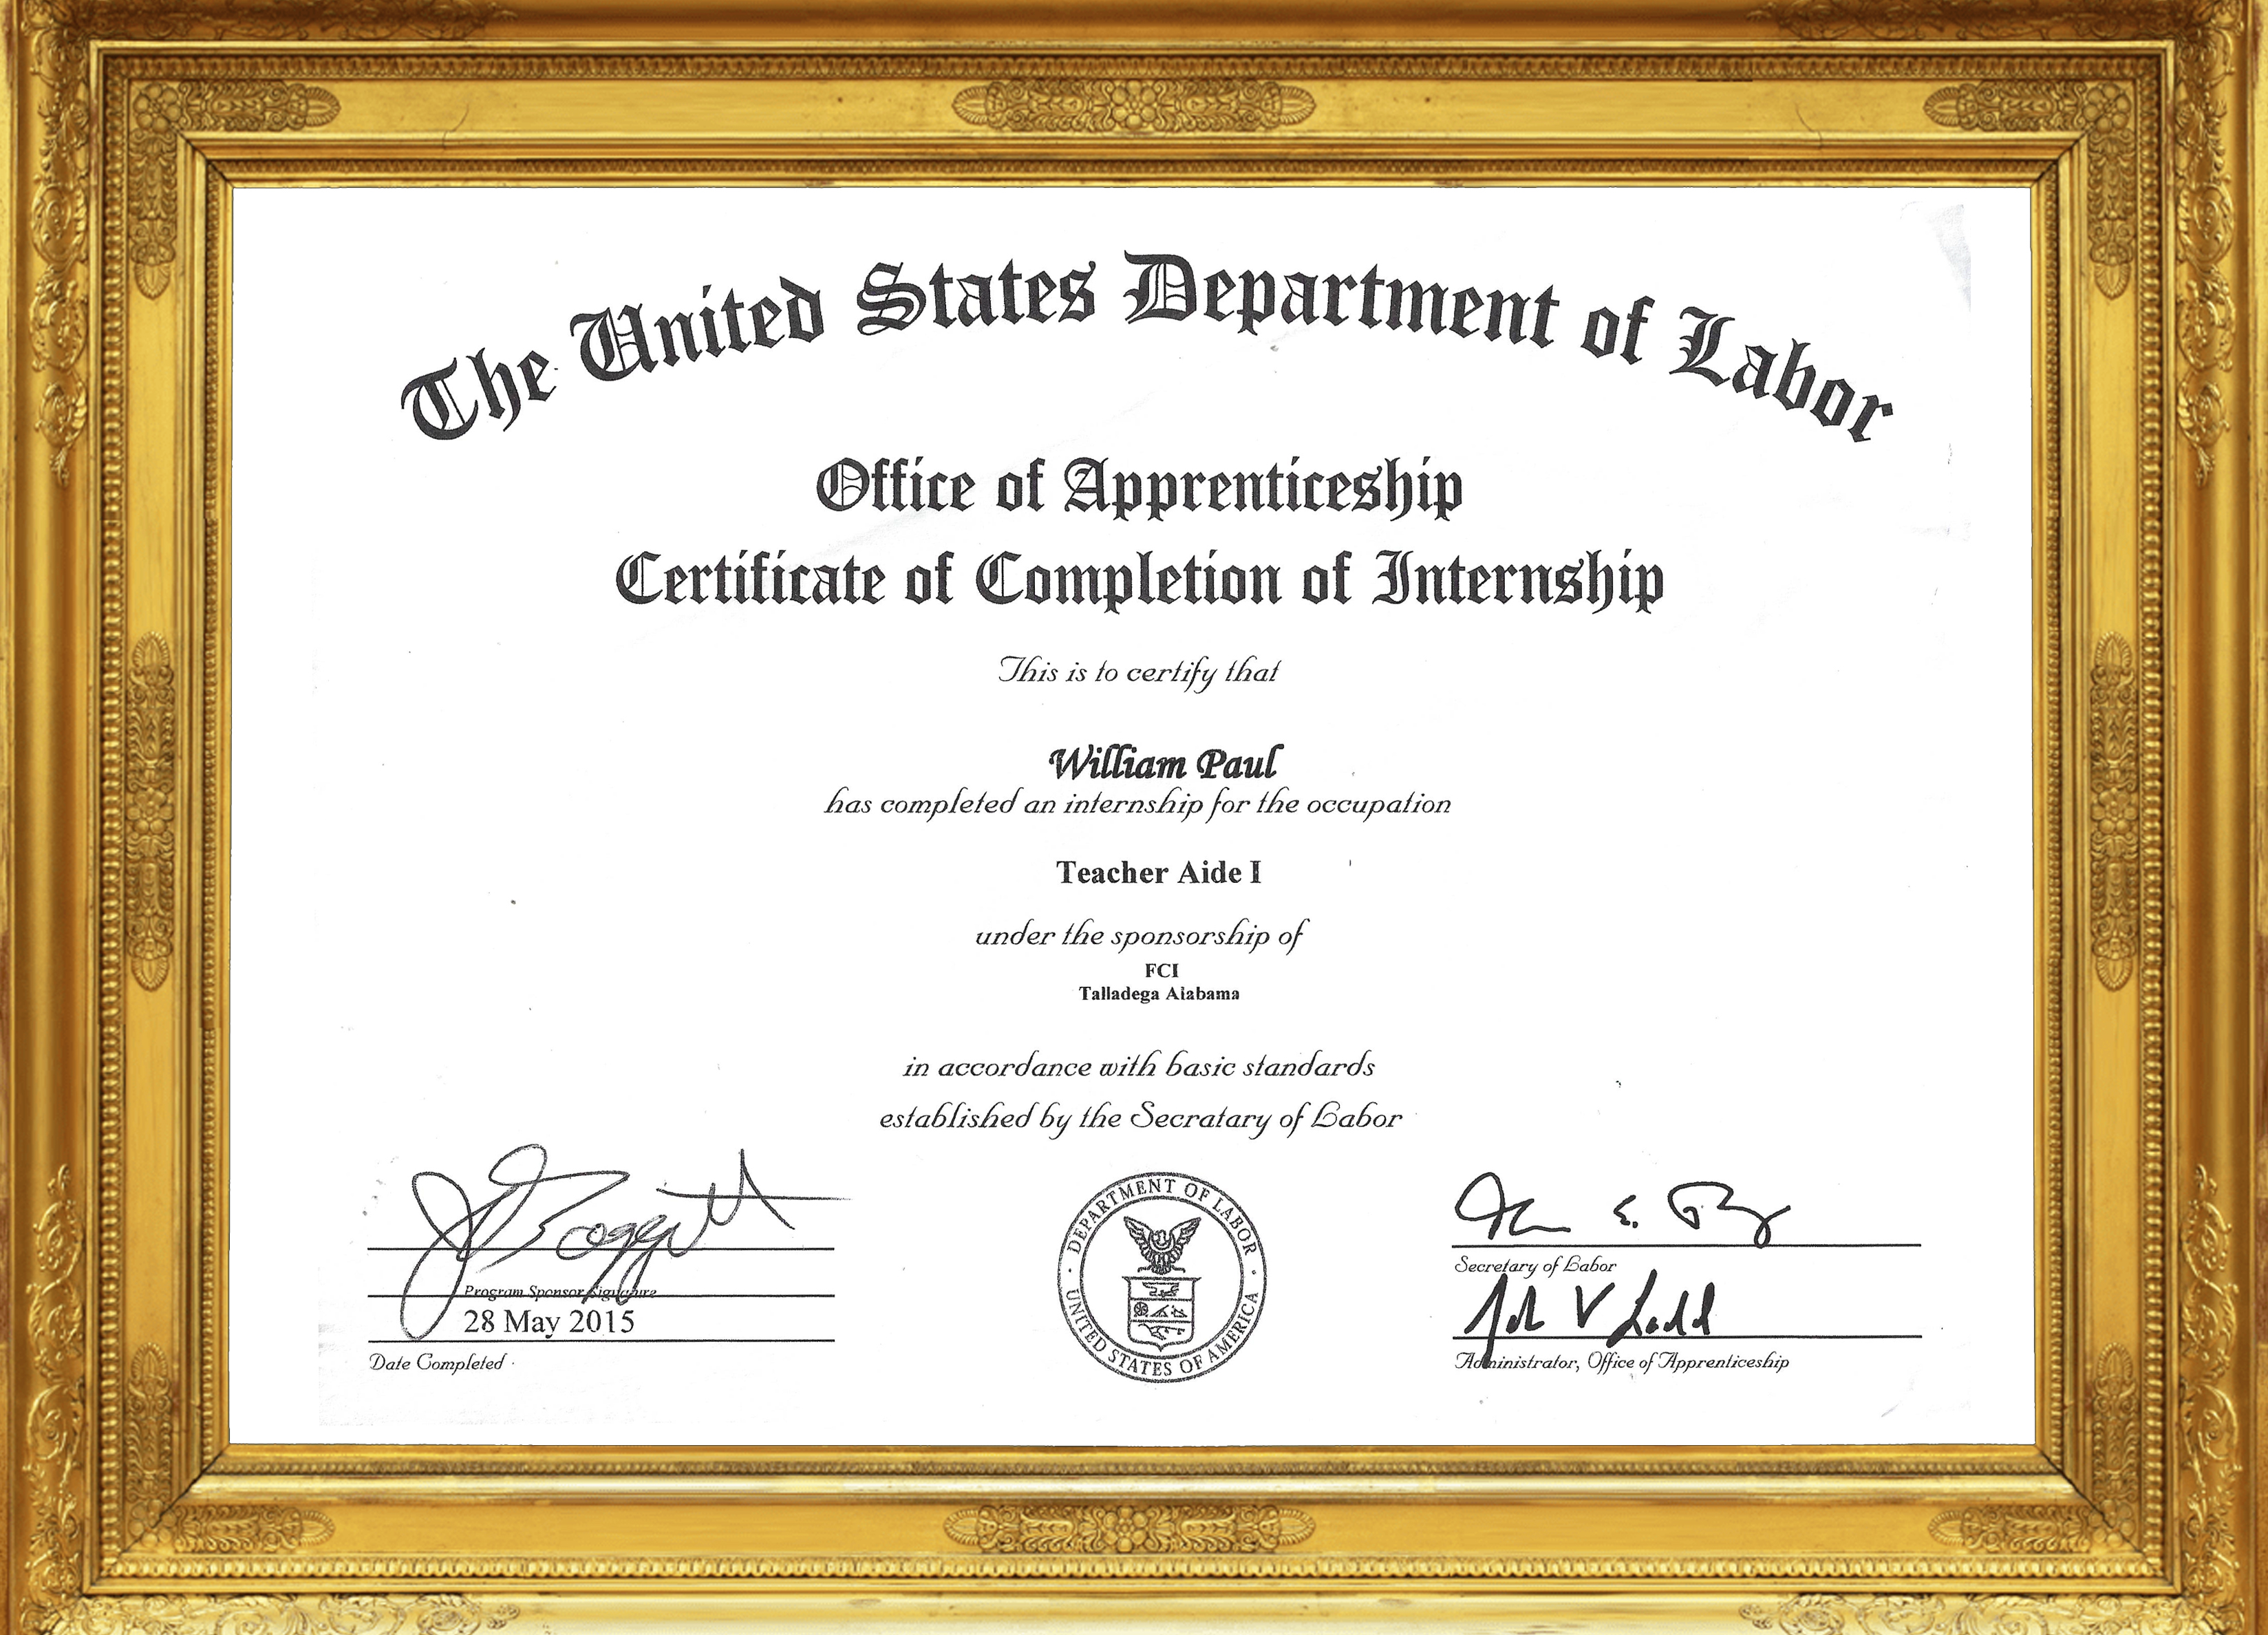 The United States Department of Labor
Office of Apprenticeship
Certificate of Completion of Internship
This is to certify that
William Paul
has completed an internship for the occupation
Teacher Aide I
under the sponsorship of
FCI
Talladega Alabama
in accordance with basic standards
established by the Secratary of Labor
Program Sponsor Signature
28 May 2015
Date Completed
DEPARTMENT OF LABOR
UNITED STATES OF AMERICA
Secretary of Labor
Administrator, Office of Apprenticeship